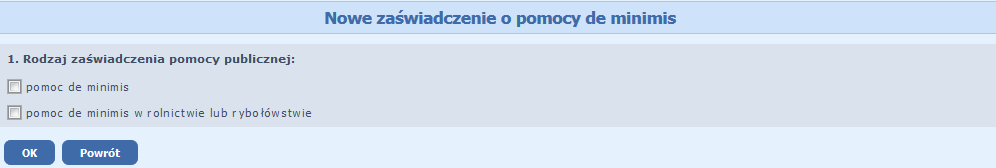 Nowe zaświadczenie o pomocy de minimis
1. Rodzaj zaświadczenia pomocy publicznej:
pomoc de minimis
pomoc de minimis w rolnictwie lub rybołówstwie
OK Powrót